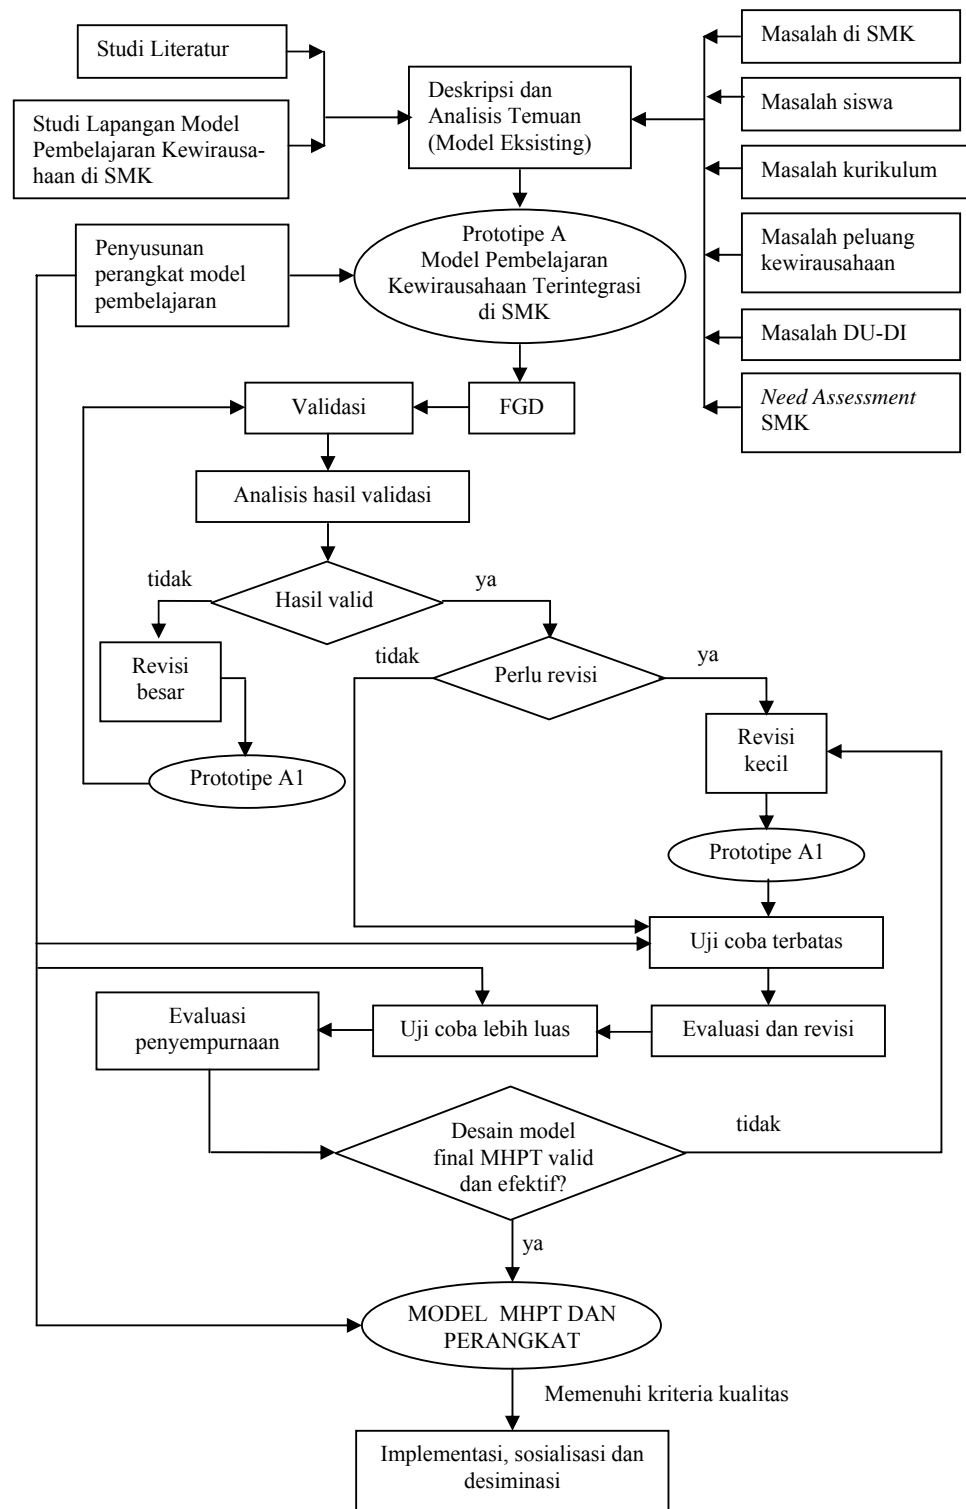 Studi Literatur
Studi Lapangan Model
Pembelajaran Kewirausa-
haan di SMK
Deskripsi dan
Analisis Temuan
(Model Eksisting)
Masalah di SMK
Masalah siswa
Masalah kurikulum
Masalah peluang
kewirausahaan
Masalah DU-DI
Need Assessment
SMK
Penyusunan
perangkat model
pembelajaran
Prototipe A
Model Pembelajaran
Kewirausahaan Terintegrasi
di SMK
Validasi
FGD
Analisis hasil validasi
tidak
Hasil valid
ya
Revisi
besar
Prototipe A1
tidak
Perlu revisi
ya
Revisi
kecil
Prototipe A1
Uji coba terbatas
Evaluasi
penyempurnaan
Uji coba lebih luas
Evaluasi dan revisi
Desain model
final MHPT valid
dan efektif?
tidak
ya
MODEL MHPT DAN
PERANGKAT
Memenuhi kriteria kualitas
Implementasi, sosialisasi dan
desiminasi